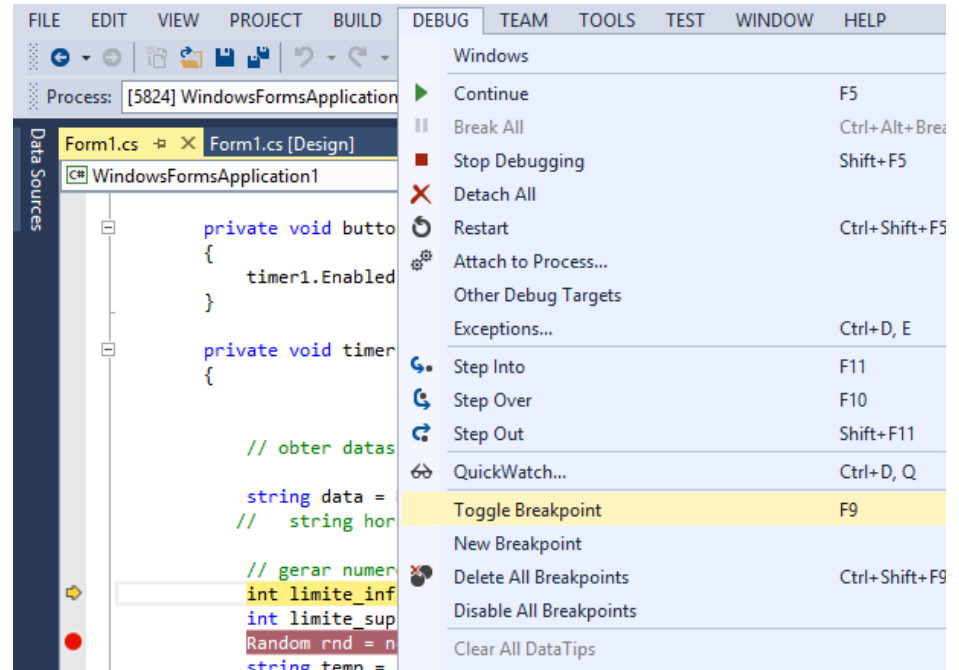 FILE EDIT VIEW PROJECT BUILD DEBUG TEAM TOOLS TEST WINDOW HELP
Process: [5824] WindowsFormsApplication
Data Sources
Form1.cs Form1.cs [Design]
C# WindowsFormsApplication1
private void butto
{
timer1.Enabled
}
private void timer
{
// obter datas
string data =
// string hor
// gerar numer
int limite_inf
int limite_sup
Random rnd = n
string temp =
Windows
Continue F5
Break All Ctrl+Alt+Brea
Stop Debugging Shift+F5
Detach All
Restart Ctrl+Shift+F5
Attach to Process...
Other Debug Targets
Exceptions... Ctrl+D, E
Step Into F11
Step Over F10
Step Out Shift+F11
QuickWatch... Ctrl+D, Q
Toggle Breakpoint F9
New Breakpoint
Delete All Breakpoints Ctrl+Shift+F9
Disable All Breakpoints
Clear All DataTips